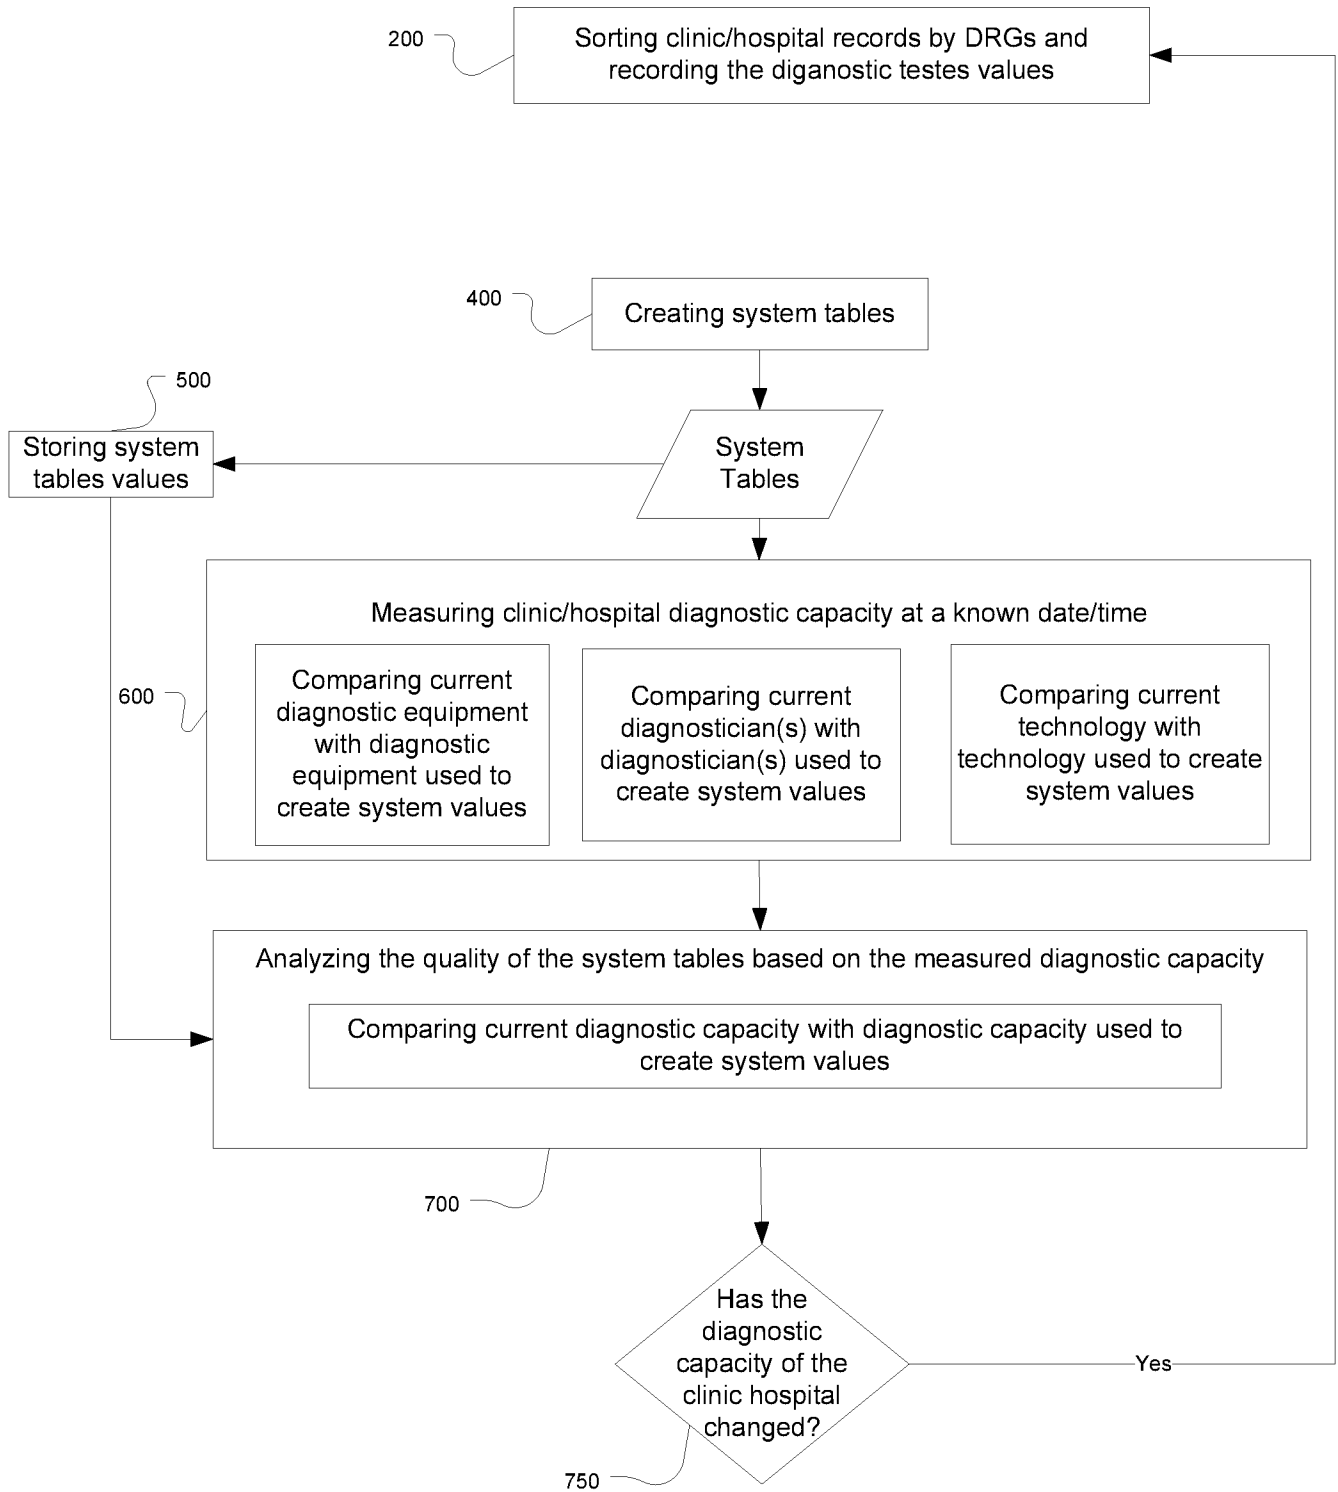 200
Sorting clinic/hospital records by DRGs and
recording the diganostic testes values
400
Creating system tables
500
Storing system
tables values
System
Tables
Measuring clinic/hospital diagnostic capacity at a known date/time
600
Comparing current
diagnostic equipment
with diagnostic
equipment used to
create system values
Comparing current
diagnostician(s) with
diagnostician(s) used to
create system values
Comparing current
technology with
technology used to create
system values
Analyzing the quality of the system tables based on the measured diagnostic capacity
Comparing current diagnostic capacity with diagnostic capacity used to
create system values
700
Has the
diagnostic
capacity of the
clinic hospital
changed?
Yes
750